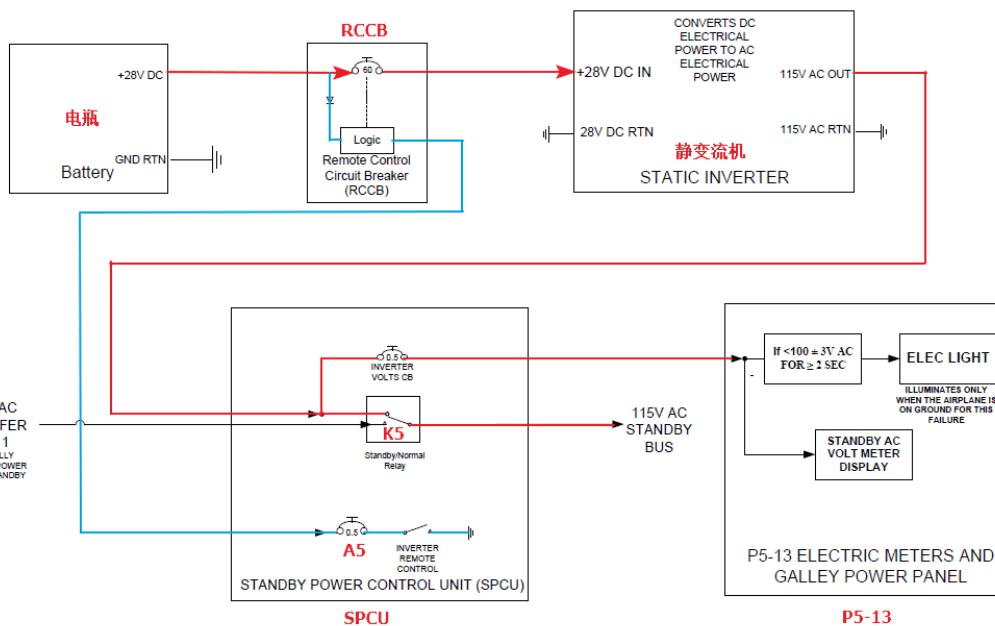 RCCB
+28V DC
电瓶
GND RTN
Battery
60
Logic
Remote Control
Circuit Breaker
(RCCB)
CONVERTS DC
ELECTRICAL
POWER TO AC
ELECTRICAL
POWER
+28V DC IN
115V AC OUT
28V DC RTN
115V AC RTN
静变流机
STATIC INVERTER
0.5
INVERTER
VOLTS CB
K5
Standby/Normal
Relay
115V AC
STANDBY
BUS
AC
FER
1
LLY
POWER
NDBY
0.5
A5
INVERTER
REMOTE
CONTROL
STANDBY POWER CONTROL UNIT (SPCU)
SPCU
If <100 ± 3V AC
FOR ≥ 2 SEC
ELEC LIGHT
ILLUMINATES ONLY
WHEN THE AIRPLANE IS
ON GROUND FOR THIS
FAILURE
STANDBY AC
VOLT METER
DISPLAY
P5-13 ELECTRIC METERS AND
GALLEY POWER PANEL
P5-13